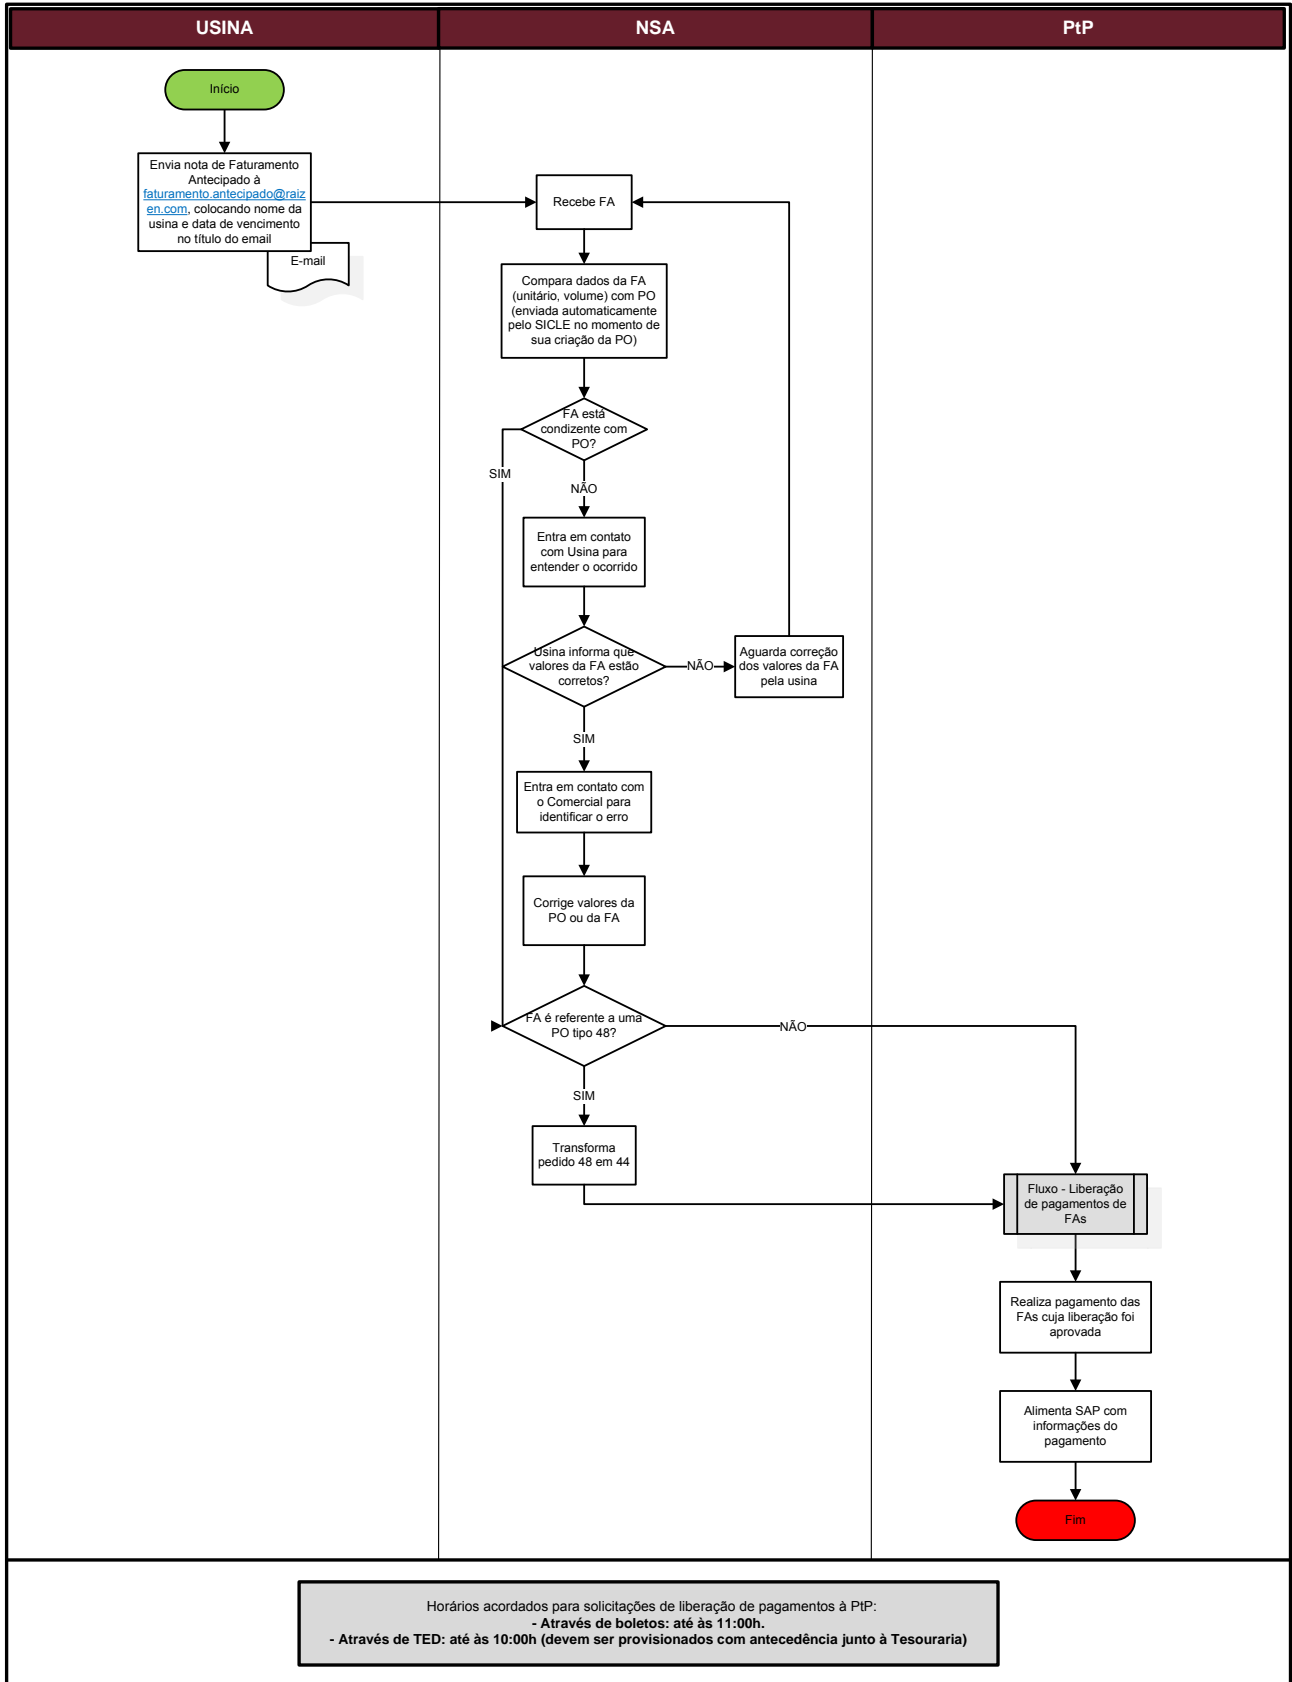 USINA
NSA
PtP
Início
Envia nota de Faturamento
Antecipado à
faturamento.antecipado@raiz
en.com, colocando nome da
usina e data de vencimento
no título do email
E-mail
Recebe FA
Compara dados da FA
(unitário, volume) com PO
(enviada automaticamente
pelo SICLE no momento de
sua criação da PO)
FA está
condizente com
PO?
SIM
NÃO
Entra em contato
com Usina para
entender o ocorrido
Usina informa que
valores da FA estão
corretos?
NÃO
Aguarda correção
dos valores da FA
pela usina
SIM
Entra em contato com
o Comercial para
identificar o erro
Corrige valores da
PO ou da FA
FA é referente a uma
PO tipo 48?
NÃO
SIM
Transforma
pedido 48 em 44
Fluxo - Liberação
de pagamentos de
FAs
Realiza pagamento das
FAs cuja liberação foi
aprovada
Alimenta SAP com
informações do
pagamento
Fim
Horários acordados para solicitações de liberação de pagamentos à PtP:
- Através de boletos: até às 11:00h.
- Através de TED: até às 10:00h (devem ser provisionados com antecedência junto à Tesouraria)